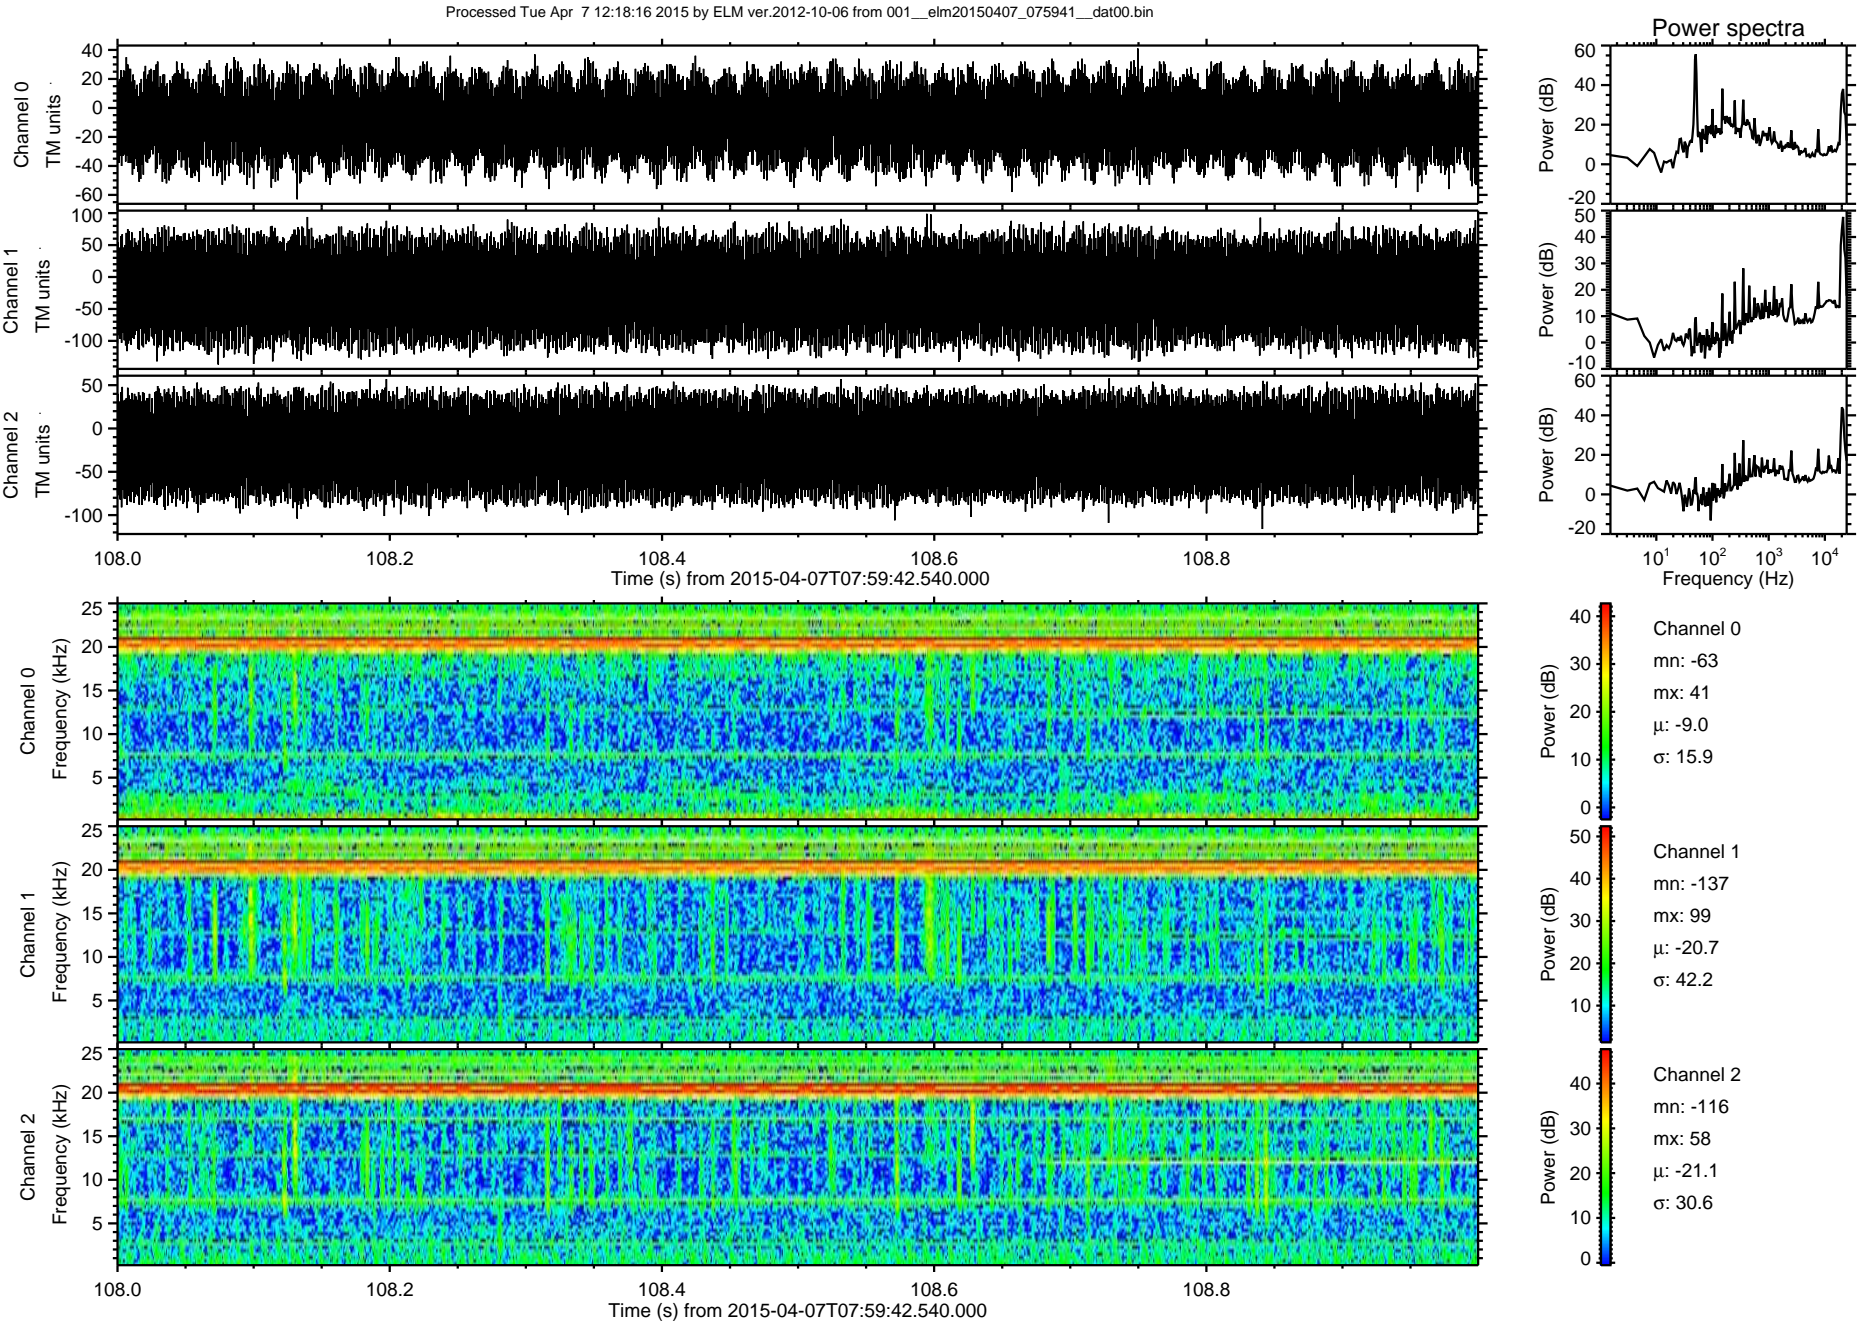 Processed Tue Apr 7 12:18:16 2015 by ELM ver.2012-10-06 from 001__elm20150407_075941__dat00.bin
Power spectra
Channel 0
TM units
40
20
0
-20
-40
-60
Power (dB)
60
40
20
0
-20
Channel 1
TM units
100
50
0
-50
-100
Power (dB)
50
40
30
20
10
0
-10
Channel 2
TM units
50
0
-50
-100
Power (dB)
60
40
20
0
-20
108.0 108.2 108.4 108.6 108.8
Time (s) from 2015-04-07T07:59:42.540.000
10^1 10^2 10^3 10^4
Frequency (Hz)
Channel 0
Frequency (kHz)
25
20
15
10
5
Power (dB)
40
30
20
10
0
Channel 0
mn: -63
mx: 41
μ: -9.0
σ: 15.9
Channel 1
Frequency (kHz)
25
20
15
10
5
Power (dB)
50
40
30
20
10
Channel 1
mn: -137
mx: 99
μ: -20.7
σ: 42.2
Channel 2
Frequency (kHz)
25
20
15
10
5
Power (dB)
40
30
20
10
0
Channel 2
mn: -116
mx: 58
μ: -21.1
σ: 30.6
108.0 108.2 108.4 108.6 108.8
Time (s) from 2015-04-07T07:59:42.540.000